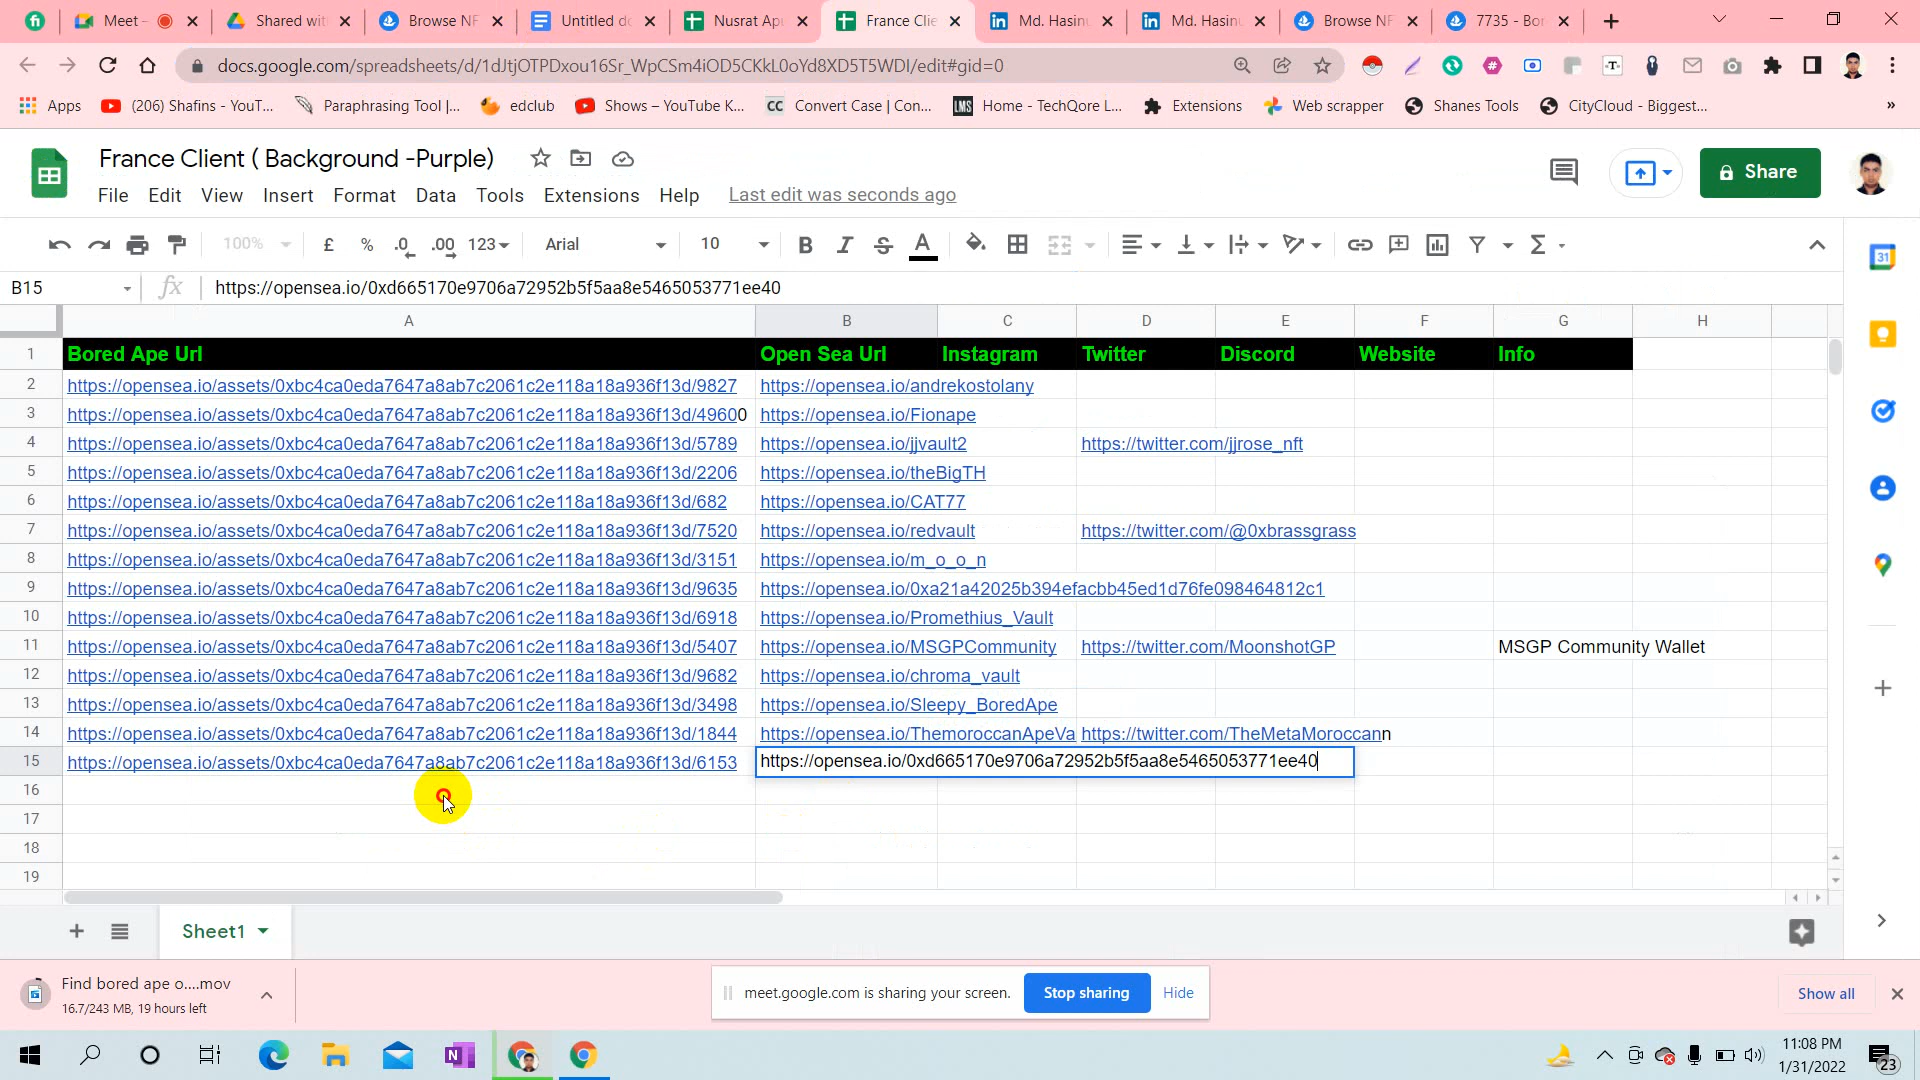 Meet –
Shared wit
Browse NF
Untitled do
Nusrat Apu
France Clie
Md. Hasinu
Md. Hasinu
Browse NF
7735 - Bor
docs.google.com/spreadsheets/d/1dJtjOTPDxou16Sr_WpCSm4iOD5CKkL0oYd8XD5T5WDI/edit#gid=0
Apps
(206) Shafins - YouT...
Paraphrasing Tool |...
edclub
Shows – YouTube K...
CC Convert Case | Con...
LMS Home - TechQore L...
Extensions
Web scrapper
Shanes Tools
CityCloud - Biggest...
»
France Client ( Background -Purple)
File Edit View Insert Format Data Tools Extensions Help Last edit was seconds ago
Share
100% £ % .0 .00 123 Arial 10 B I S A
31
B15 fx https://opensea.io/0xd665170e9706a72952b5f5aa8e5465053771ee40
A B C D E F G H
1 Bored Ape Url Open Sea Url Instagram Twitter Discord Website Info
2 https://opensea.io/assets/0xbc4ca0eda7647a8ab7c2061c2e118a18a936f13d/9827 https://opensea.io/andrekostolany
3 https://opensea.io/assets/0xbc4ca0eda7647a8ab7c2061c2e118a18a936f13d/49600 https://opensea.io/Fionape
4 https://opensea.io/assets/0xbc4ca0eda7647a8ab7c2061c2e118a18a936f13d/5789 https://opensea.io/jjvault2 https://twitter.com/jjrose_nft
5 https://opensea.io/assets/0xbc4ca0eda7647a8ab7c2061c2e118a18a936f13d/2206 https://opensea.io/theBigTH
6 https://opensea.io/assets/0xbc4ca0eda7647a8ab7c2061c2e118a18a936f13d/682 https://opensea.io/CAT77
7 https://opensea.io/assets/0xbc4ca0eda7647a8ab7c2061c2e118a18a936f13d/7520 https://opensea.io/redvault https://twitter.com/@0xbrassgrass
8 https://opensea.io/assets/0xbc4ca0eda7647a8ab7c2061c2e118a18a936f13d/3151 https://opensea.io/m_o_o_n
9 https://opensea.io/assets/0xbc4ca0eda7647a8ab7c2061c2e118a18a936f13d/9635 https://opensea.io/0xa21a42025b394efacbb45ed1d76fe098464812c1
10 https://opensea.io/assets/0xbc4ca0eda7647a8ab7c2061c2e118a18a936f13d/6918 https://opensea.io/Promethius_Vault
11 https://opensea.io/assets/0xbc4ca0eda7647a8ab7c2061c2e118a18a936f13d/5407 https://opensea.io/MSGPCommunity https://twitter.com/MoonshotGP MSGP Community Wallet
12 https://opensea.io/assets/0xbc4ca0eda7647a8ab7c2061c2e118a18a936f13d/9682 https://opensea.io/chroma_vault
13 https://opensea.io/assets/0xbc4ca0eda7647a8ab7c2061c2e118a18a936f13d/3498 https://opensea.io/Sleepy_BoredApe
14 https://opensea.io/assets/0xbc4ca0eda7647a8ab7c2061c2e118a18a936f13d/1844 https://opensea.io/ThemoroccanApeVa https://twitter.com/TheMetaMoroccann
15 https://opensea.io/assets/0xbc4ca0eda7647a8ab7c2061c2e118a18a936f13d/6153 https://opensea.io/0xd665170e9706a72952b5f5aa8e5465053771ee40
16
17
18
19
Sheet1
Find bored ape o....mov
16.7/243 MB, 19 hours left
meet.google.com is sharing your screen. Stop sharing Hide
Show all
11:08 PM
1/31/2022
23